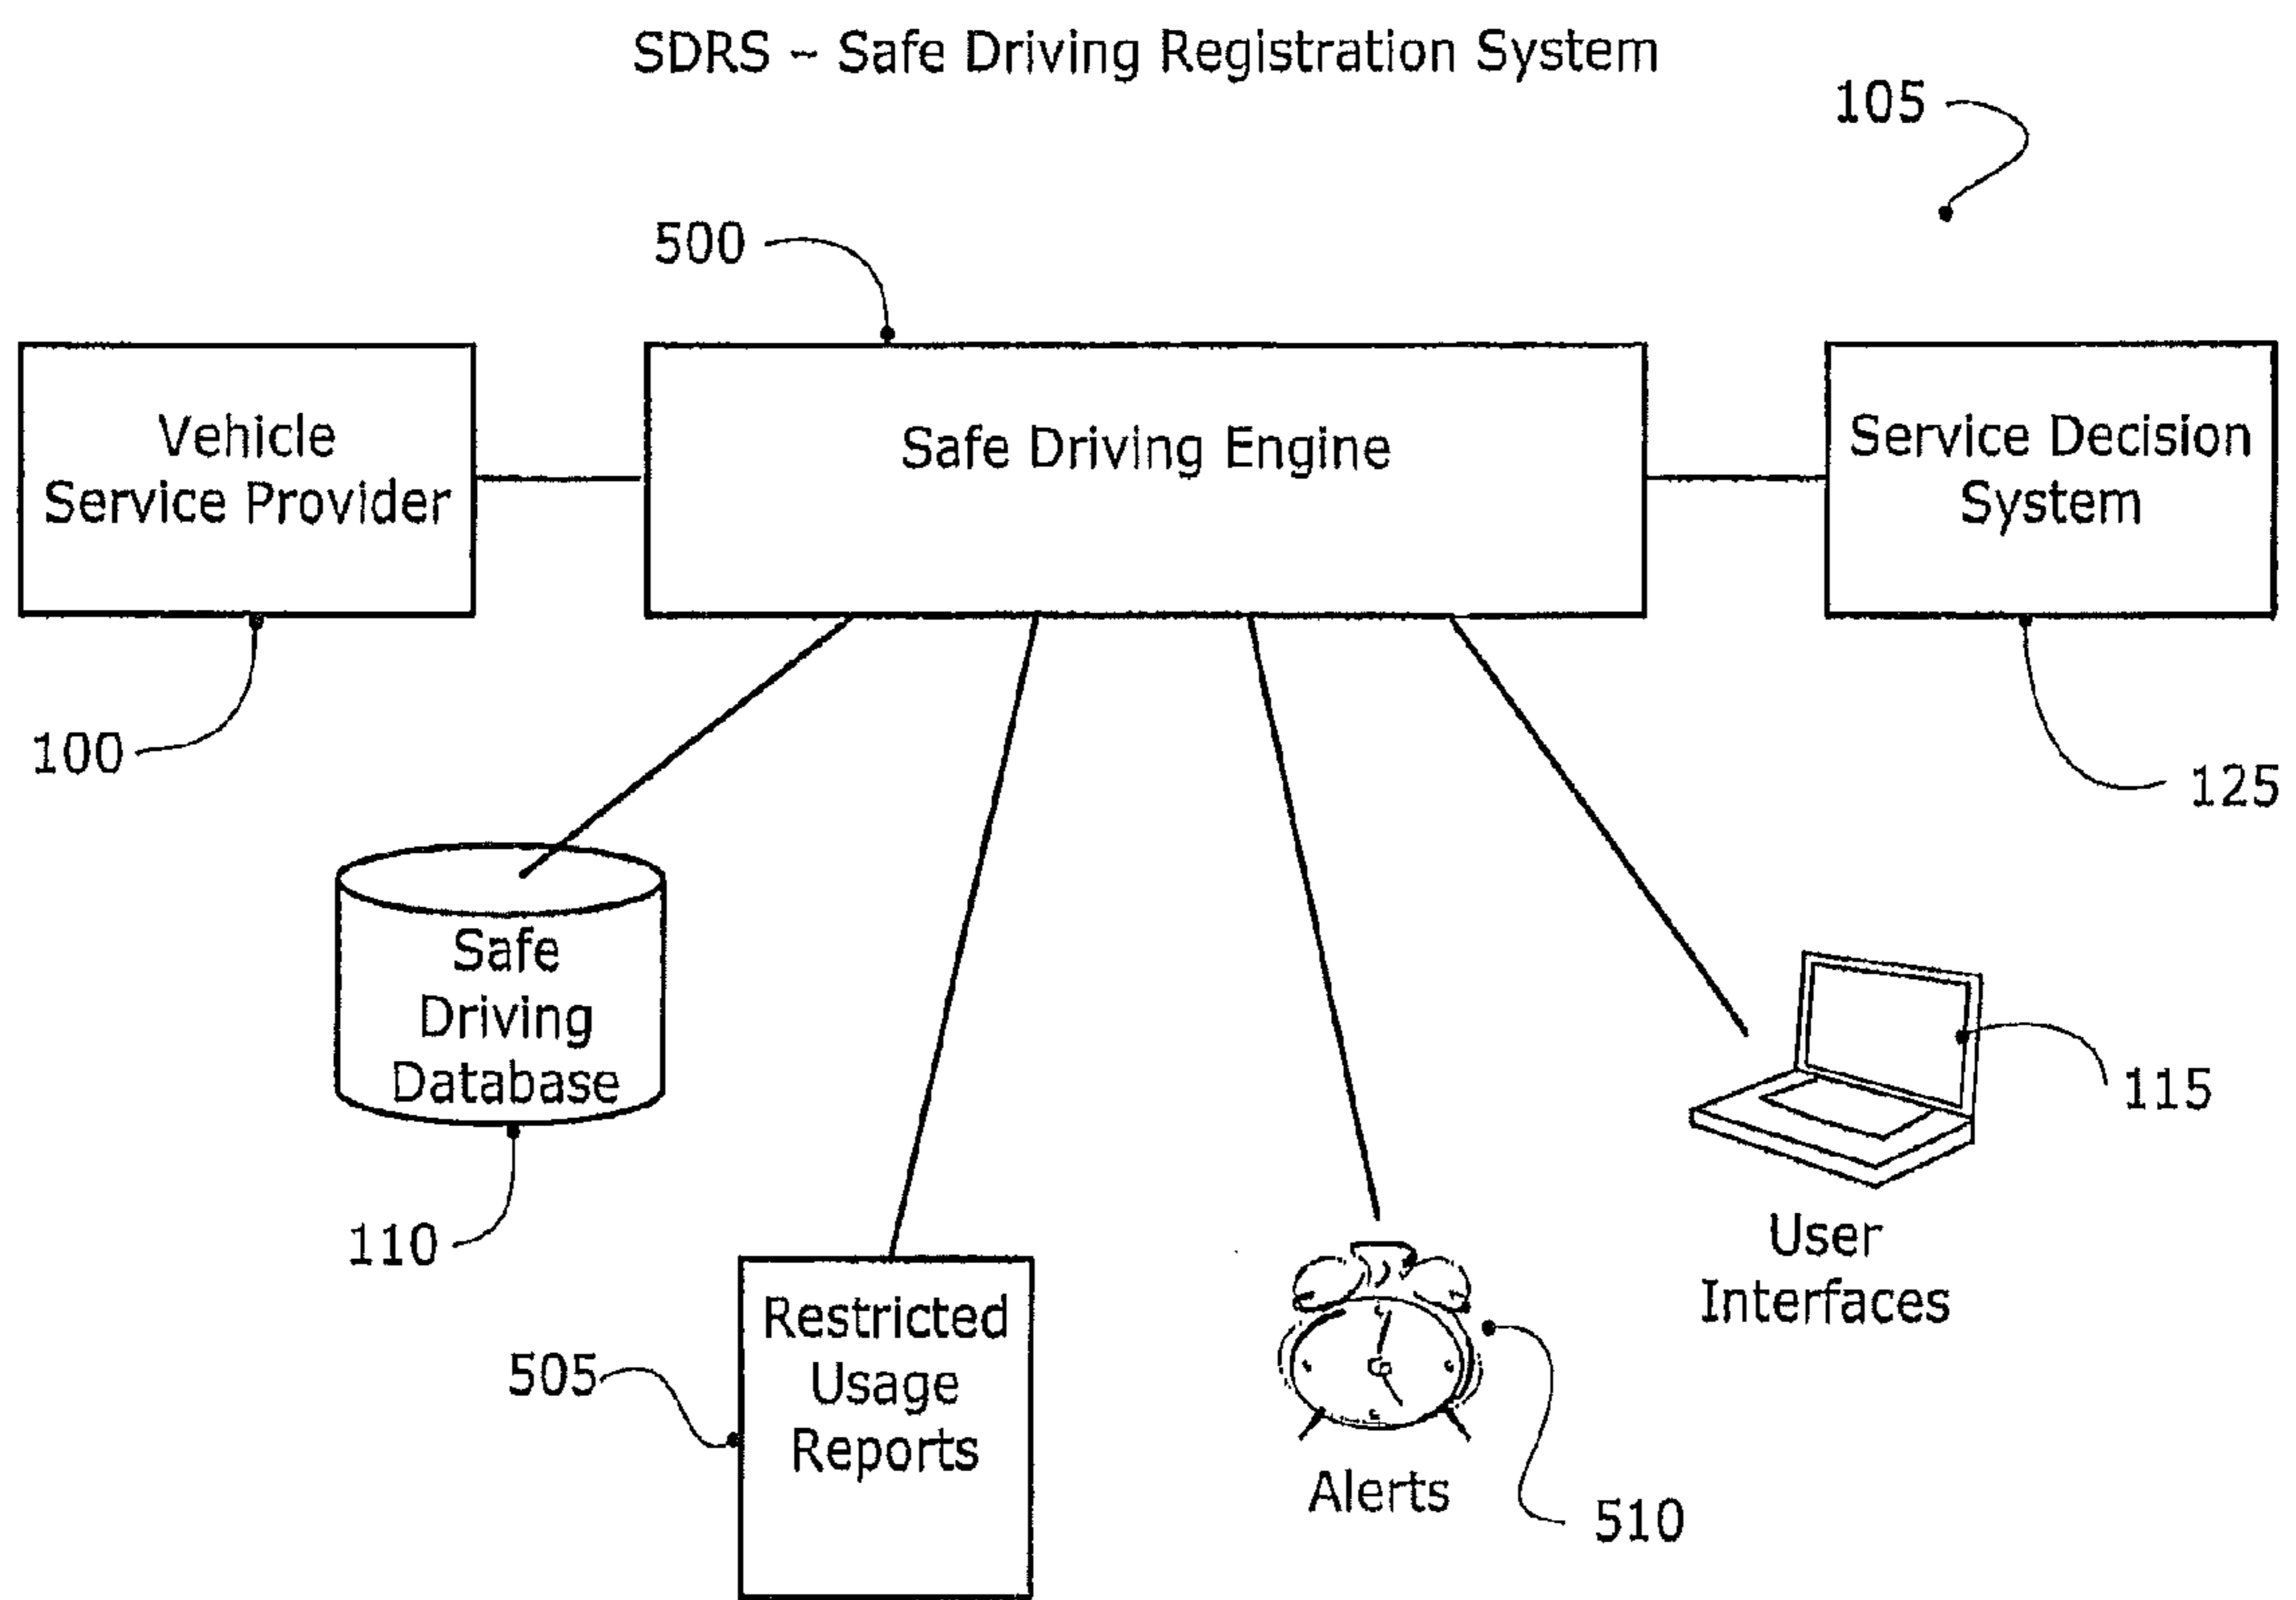 SDRS – Safe Driving Registration System
105
500
Vehicle
Service Provider
Safe Driving Engine
Service Decision
System
100
125
Safe
Driving
Database
115
110
User
Interfaces
Restricted
Usage
Reports
505
Alerts
510